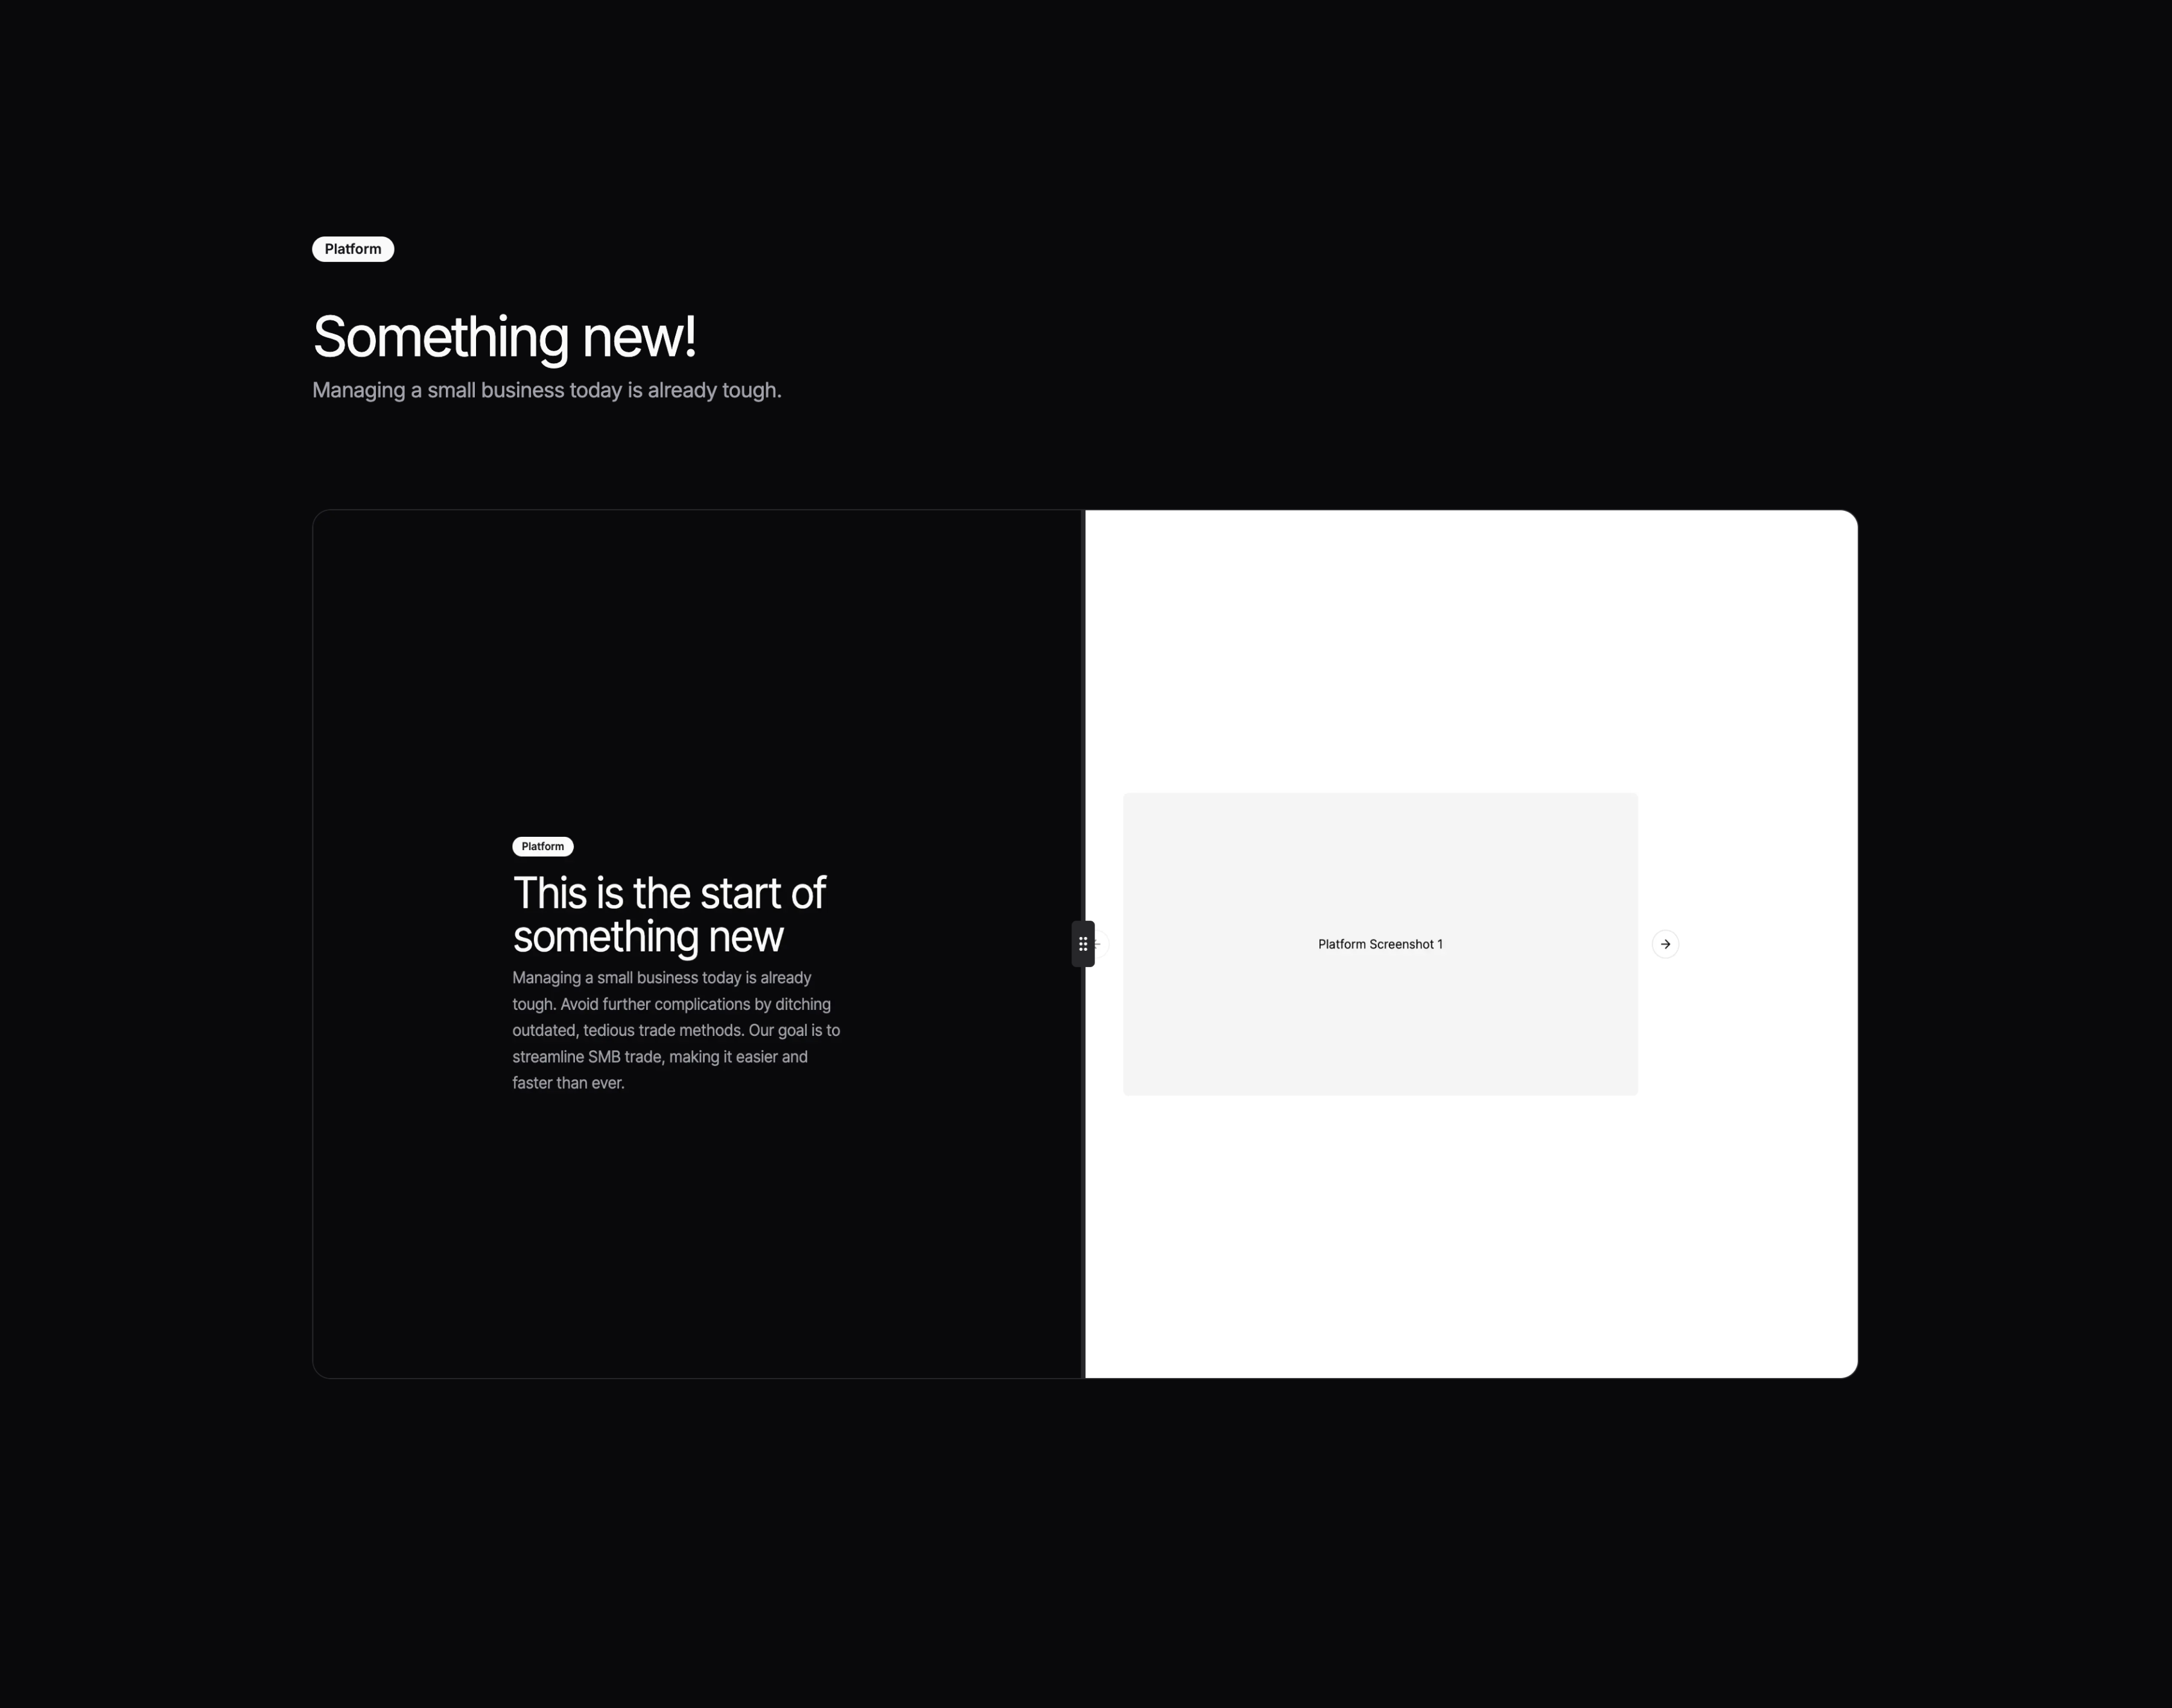 Platform
Something new!
Managing a small business today is already tough.
Platform
This is the start of
something new
Managing a small business today is already
tough. Avoid further complications by ditching
outdated, tedious trade methods. Our goal is to
streamline SMB trade, making it easier and
faster than ever.
Platform Screenshot 1